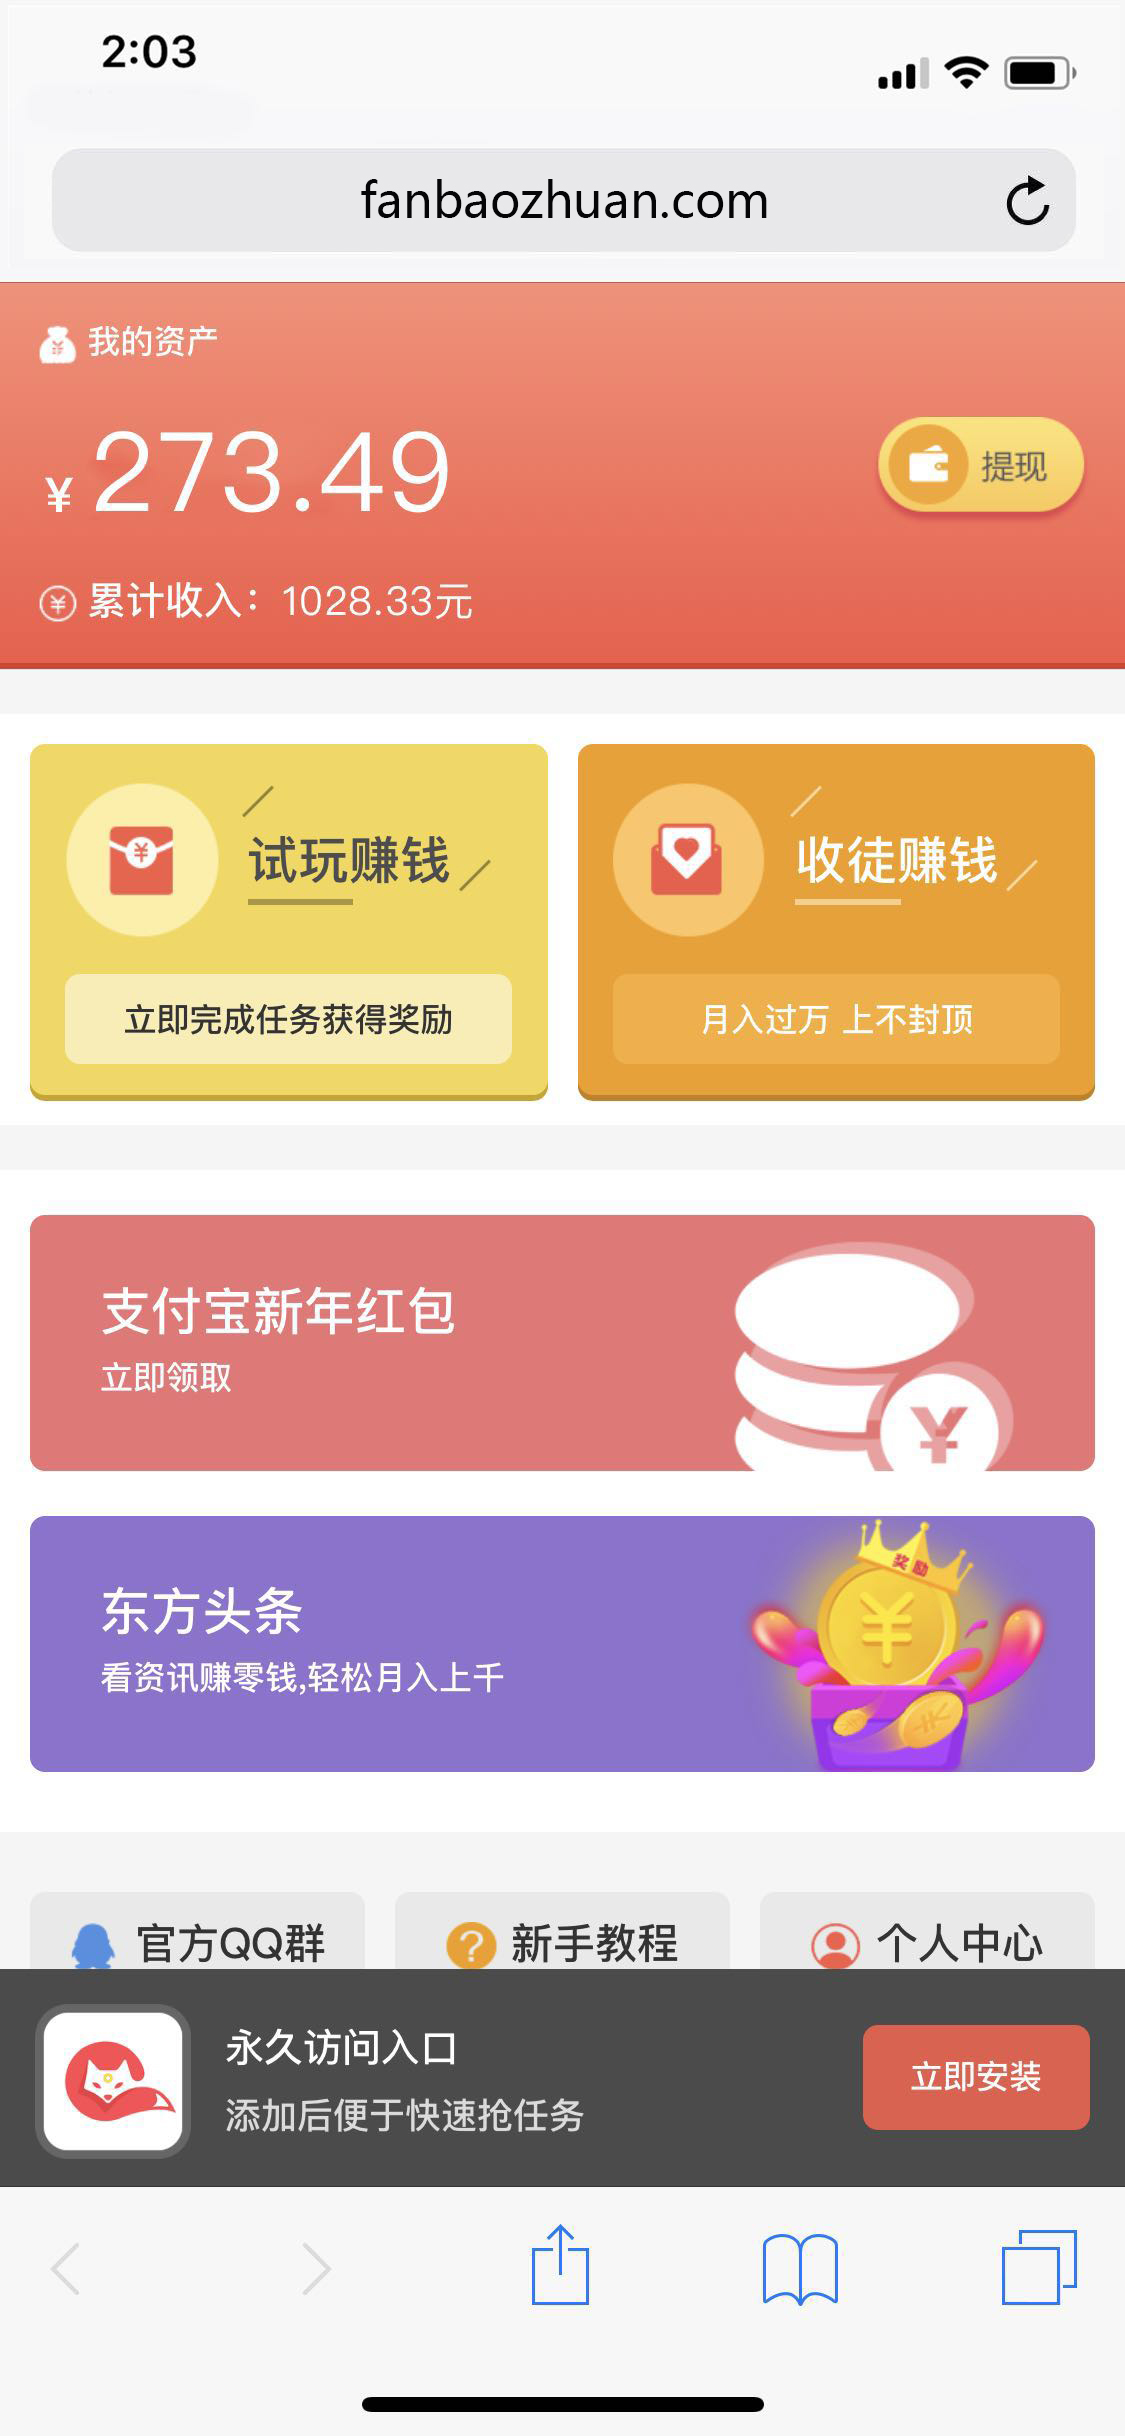 2:03
fanbaozhuan.com
我的资产
¥ 273.49
提现
累计收入：1028.33元
试玩赚钱
立即完成任务获得奖励
收徒赚钱
月入过万 上不封顶
支付宝新年红包
立即领取
¥
东方头条
看资讯赚零钱,轻松月入上千
奖励
¥
官方QQ群
? 新手教程
个人中心
永久访问入口
添加后便于快速抢任务
立即安装